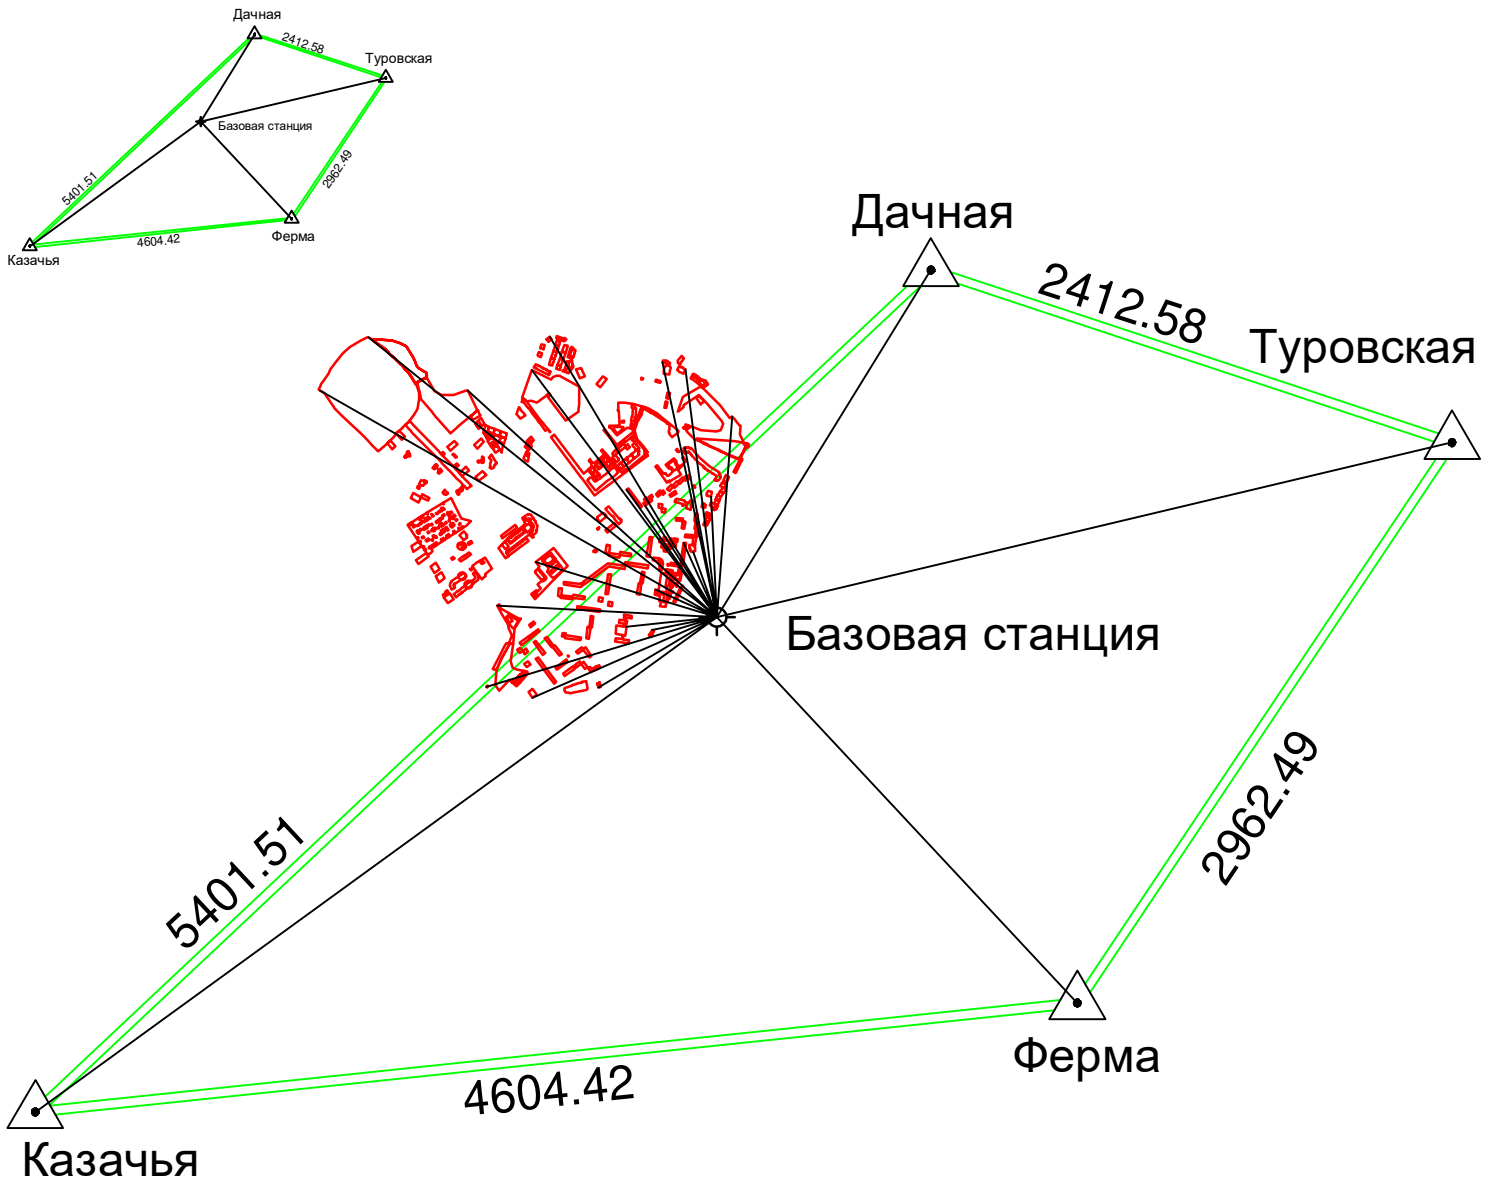 Дачная
2412.58
Туровская
Базовая станция
2962.49
5401.51
4604.42
Ферма
Казачья
Дачная
2412.58
Туровская
Базовая станция
2962.49
5401.51
Ферма
4604.42
Казачья